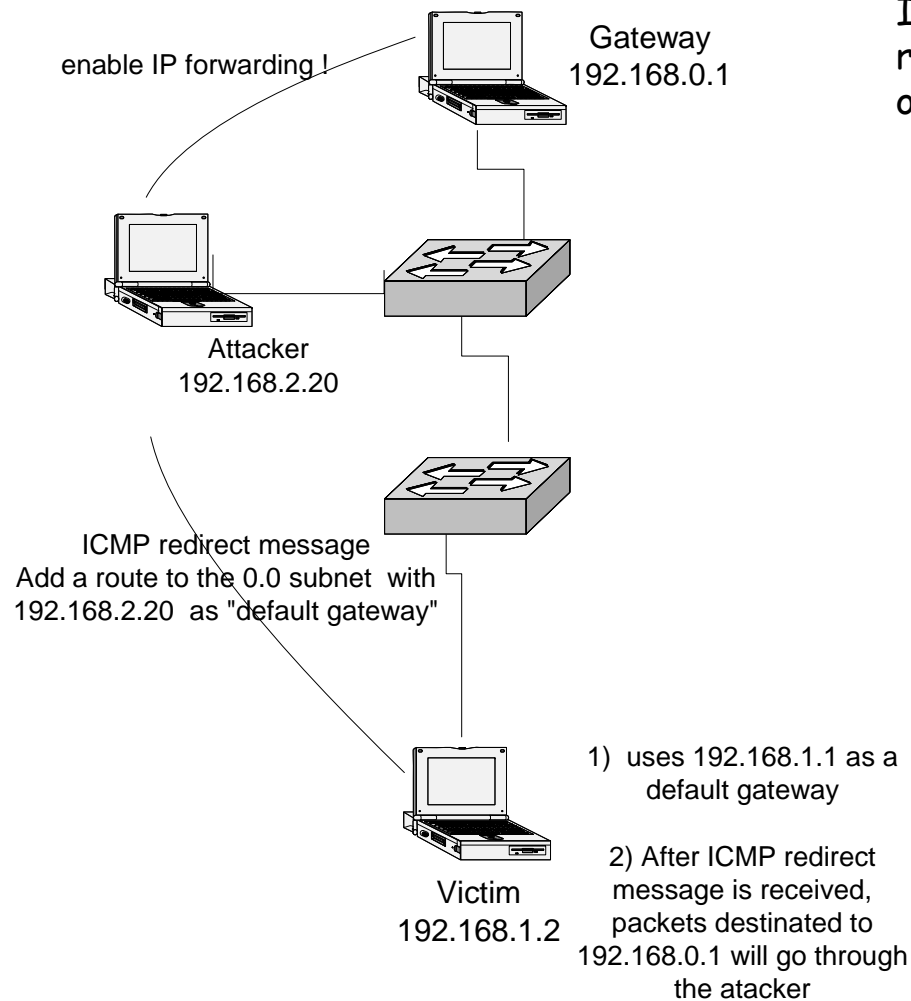 enable IP forwarding !
Gateway
192.168.0.1
Attacker
192.168.2.20
ICMP redirect message
Add a route to the 0.0 subnet  with
192.168.2.20  as "default gateway"
1)  uses 192.168.1.1 as a
default gateway
2) After ICMP redirect
message is received,
packets destinated to
192.168.0.1 will go through
the atacker
Victim
192.168.1.2